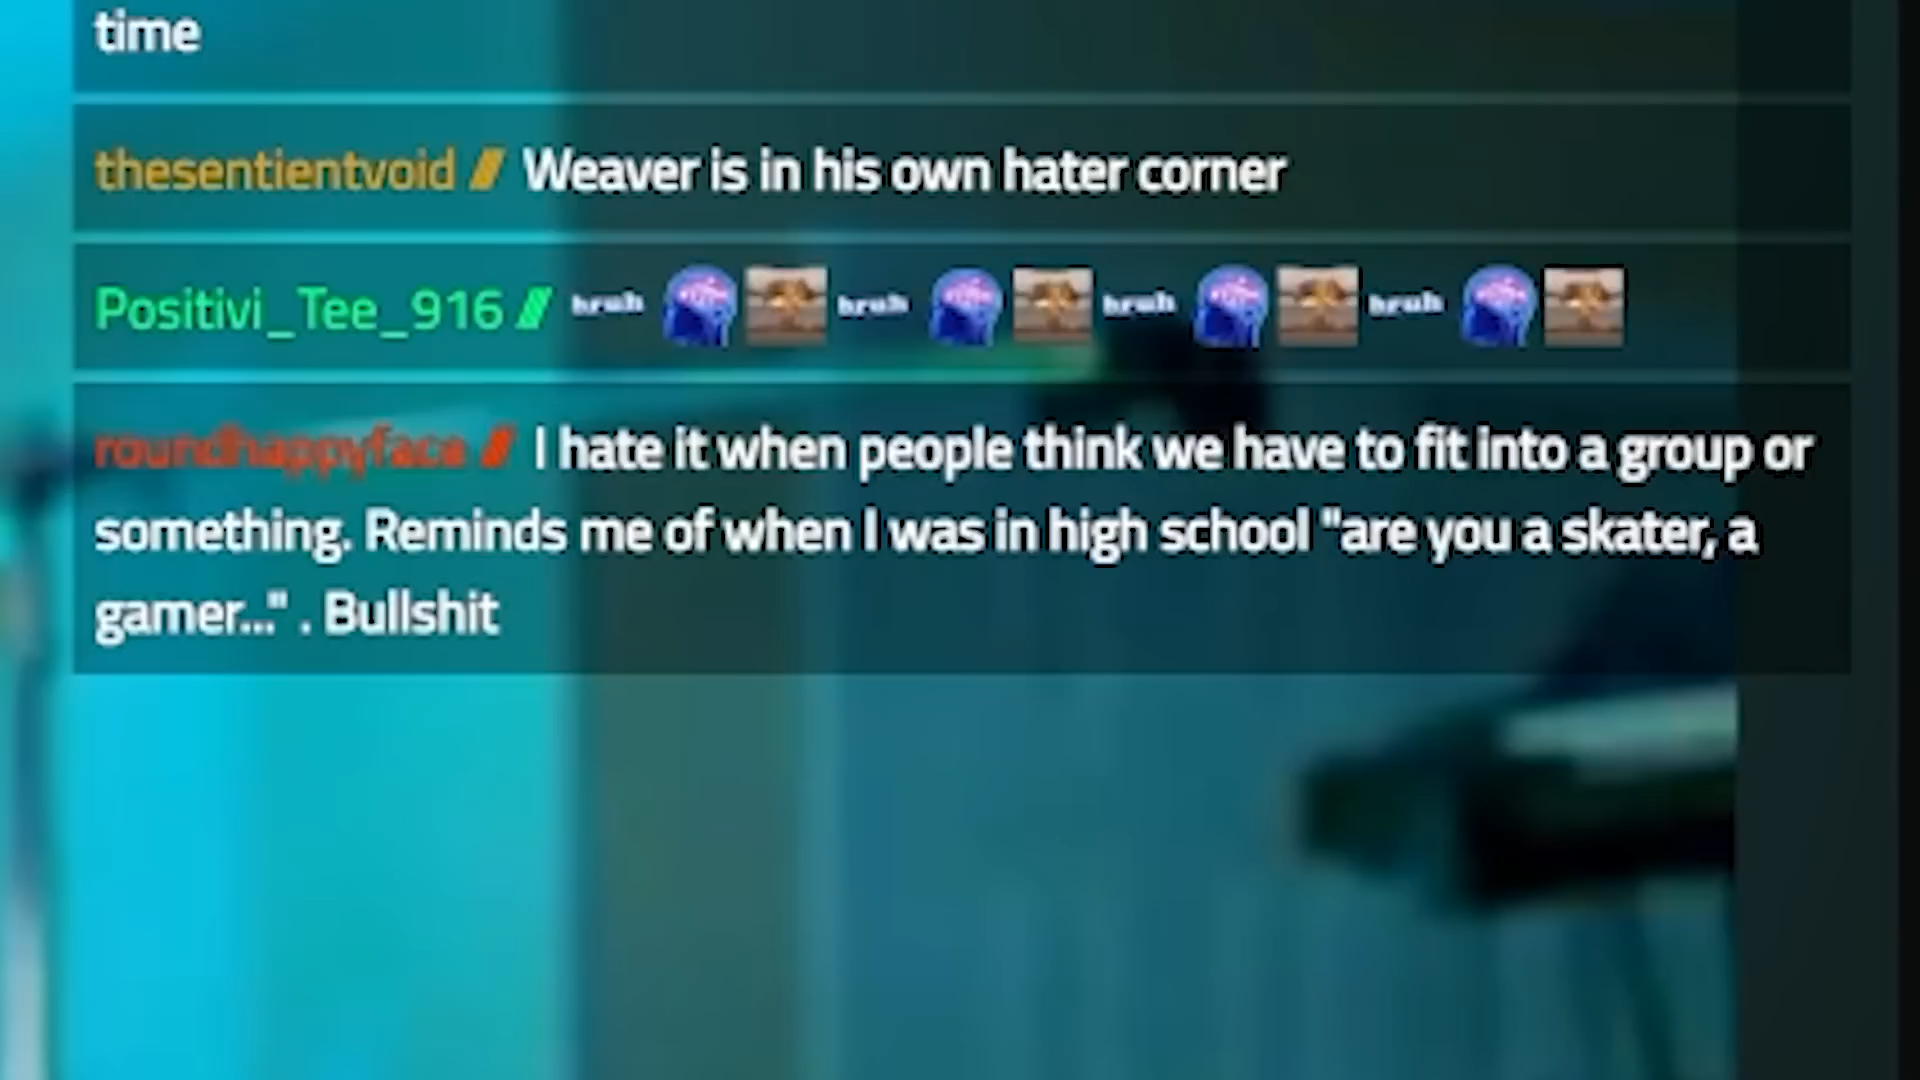 time
thesentientvoid // Weaver is in his own hater corner
Positivi_Tee_916 // bruh bruh bruh bruh
roundhappyface // I hate it when people think we have to fit into a group or
something. Reminds me of when I was in high school "are you a skater, a
gamer..." . Bullshit